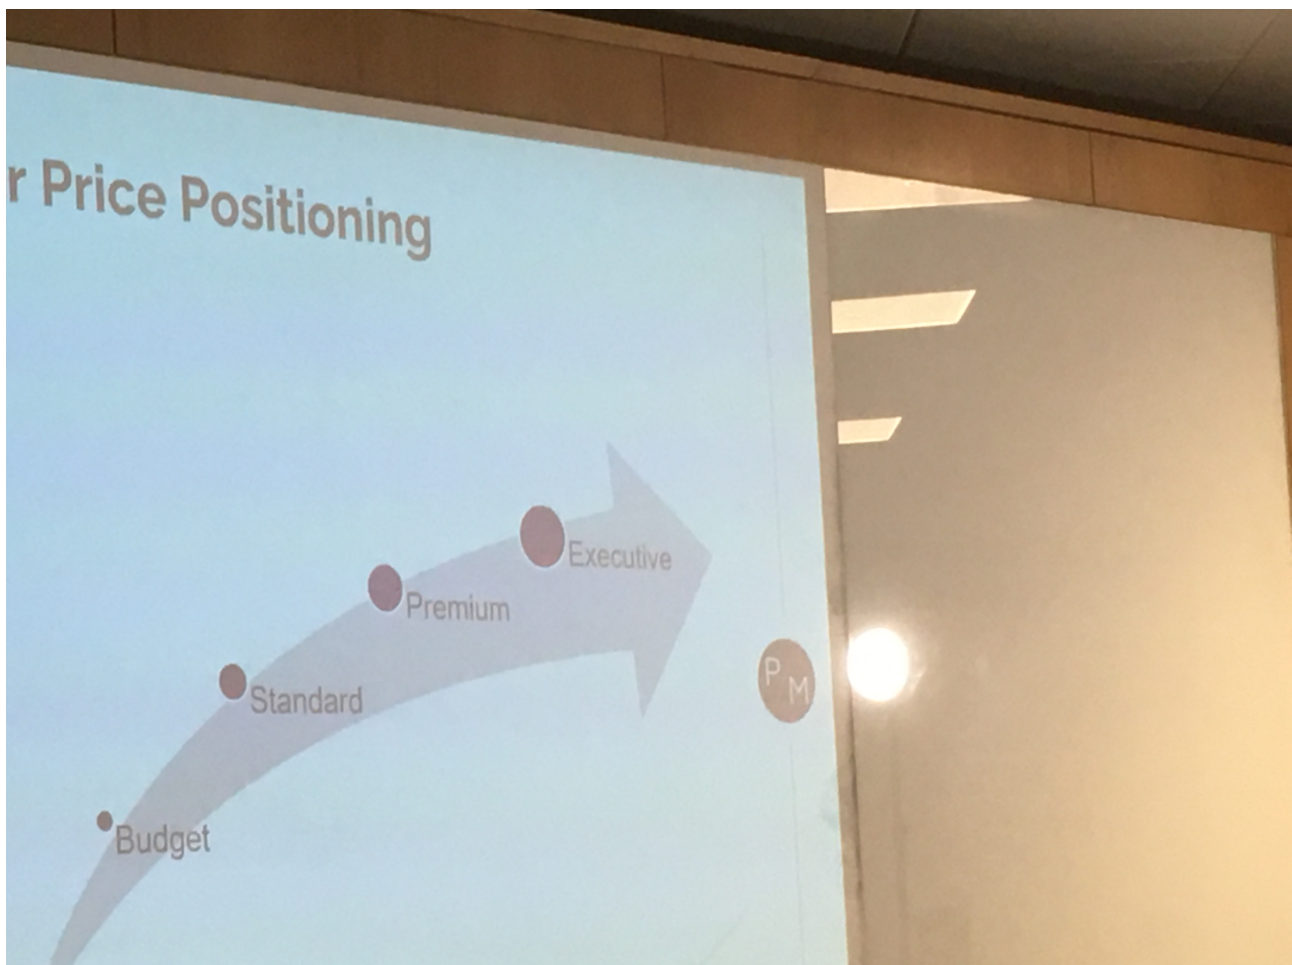 r Price Positioning
Executive
Premium
Standard
P M
Budget